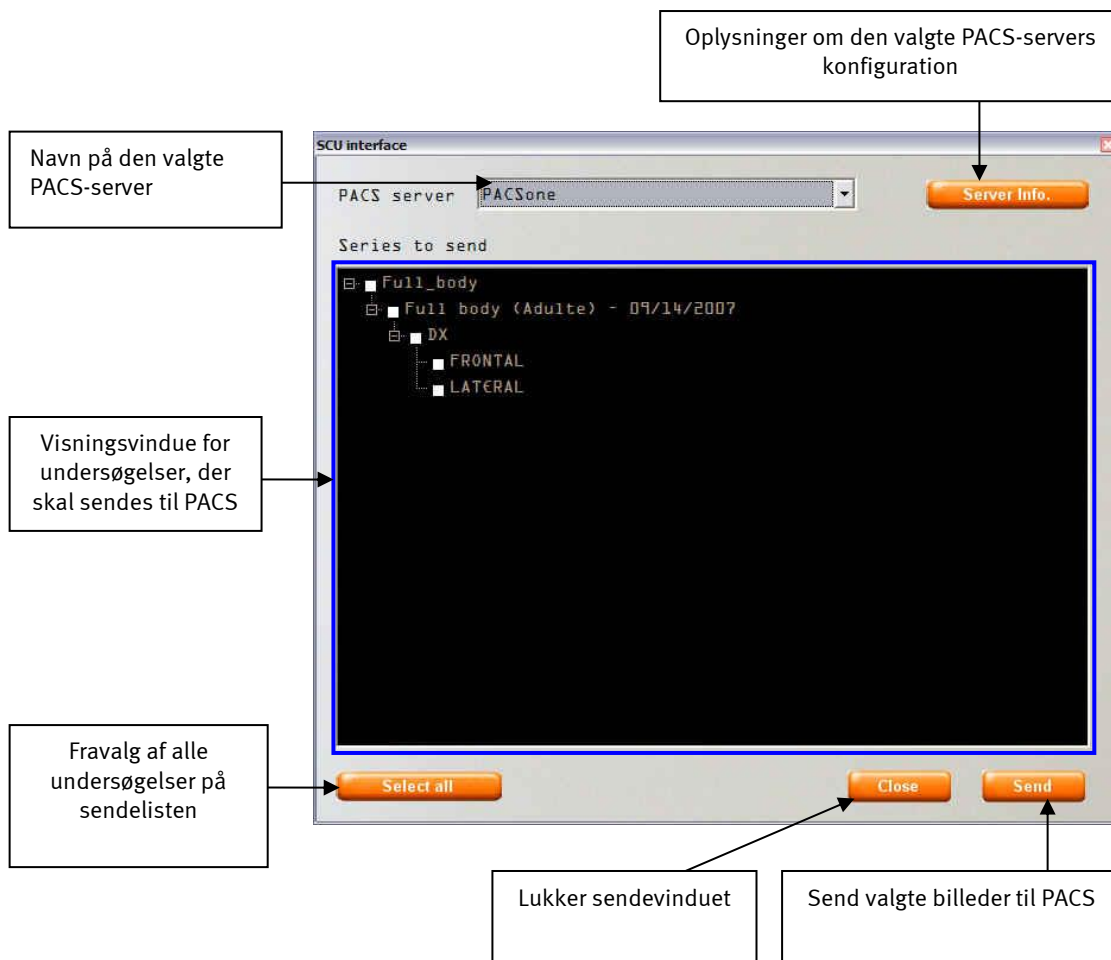 Oplysninger om den valgte PACS-servers
konfiguration
Navn på den valgte
PACS-server
SCU interface
PACS server
PACSone
Server Info.
Series to send
Full_body
Full body (Adulte) - 09/14/2007
DX
FRONTAL
LATERAL
Visningsvindue for
undersøgelser, der
skal sendes til PACS
Fravalg af alle
undersøgelser på
sendelisten
Select all
Close
Send
Lukker sendevinduet
Send valgte billeder til PACS